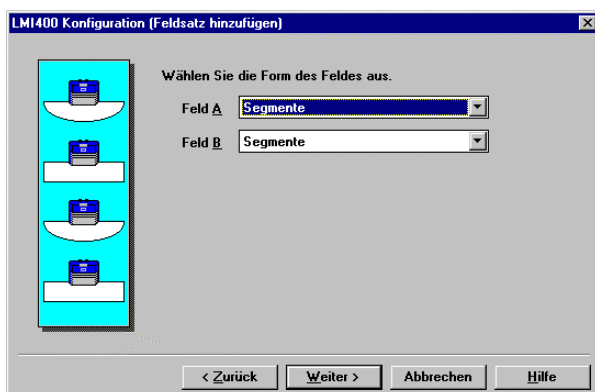 LMI400 Konfiguration (Feldsatz hinzufügen)
Wählen Sie die Form des Feldes aus.
Feld A Segmente
Feld B Segmente
< Zurück Weiter > Abbrechen Hilfe